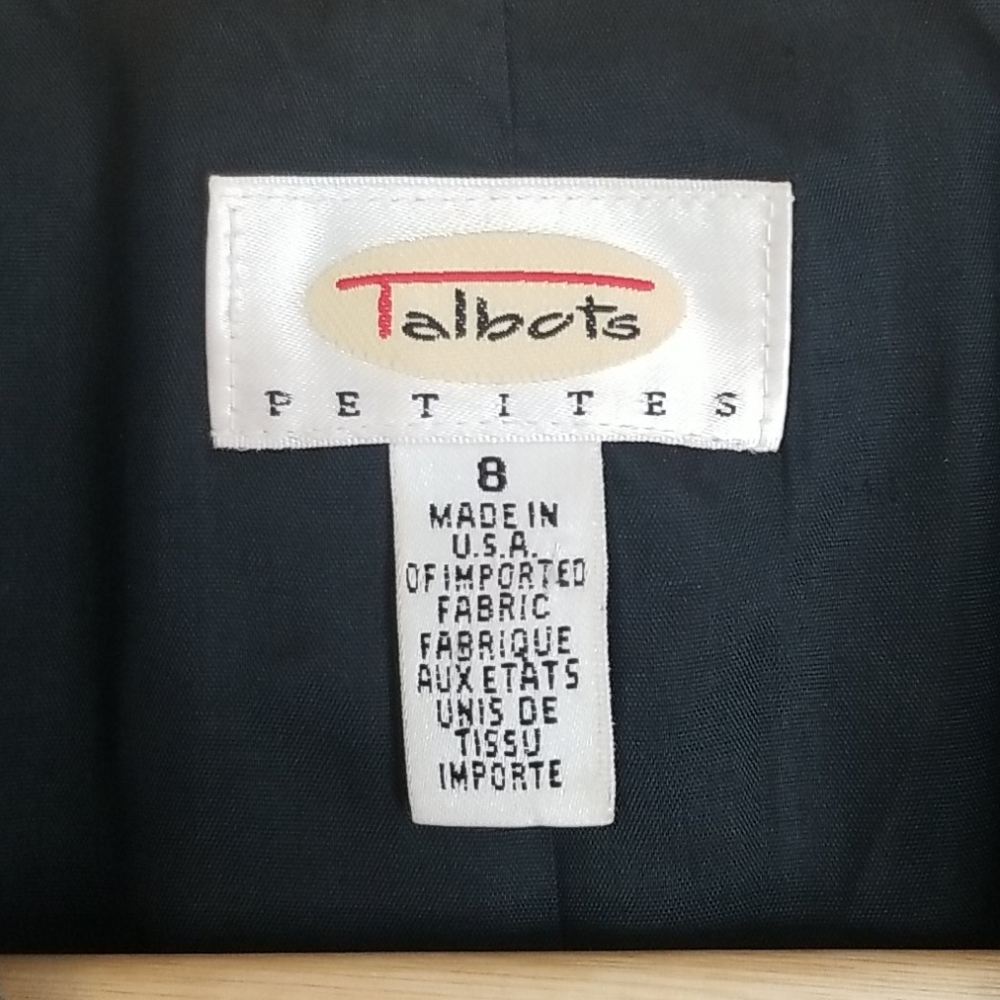 Talbots
PETITES
8
MADE IN
U.S.A.
OF IMPORTED
FABRIC
FABRIQUE
AUX ETATS
UNIS DE
TISSU
IMPORTE